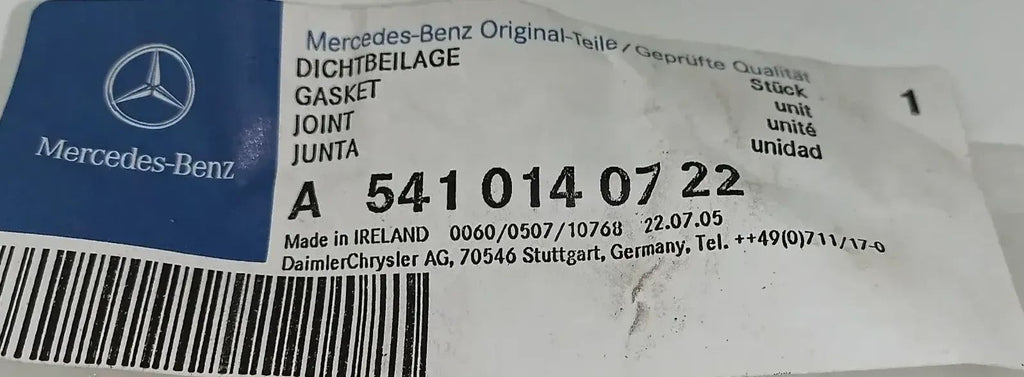 Mercedes-Benz
Mercedes-Benz Original-Teile / Geprüfte Qualität
DICHTBEILAGE Stück 1
GASKET unit
JOINT unité
JUNTA unidad
A 541 014 07 22
Made in IRELAND 0060/0507/10768 22.07.05
DaimlerChrysler AG, 70546 Stuttgart, Germany, Tel. ++49(0)711/17-0